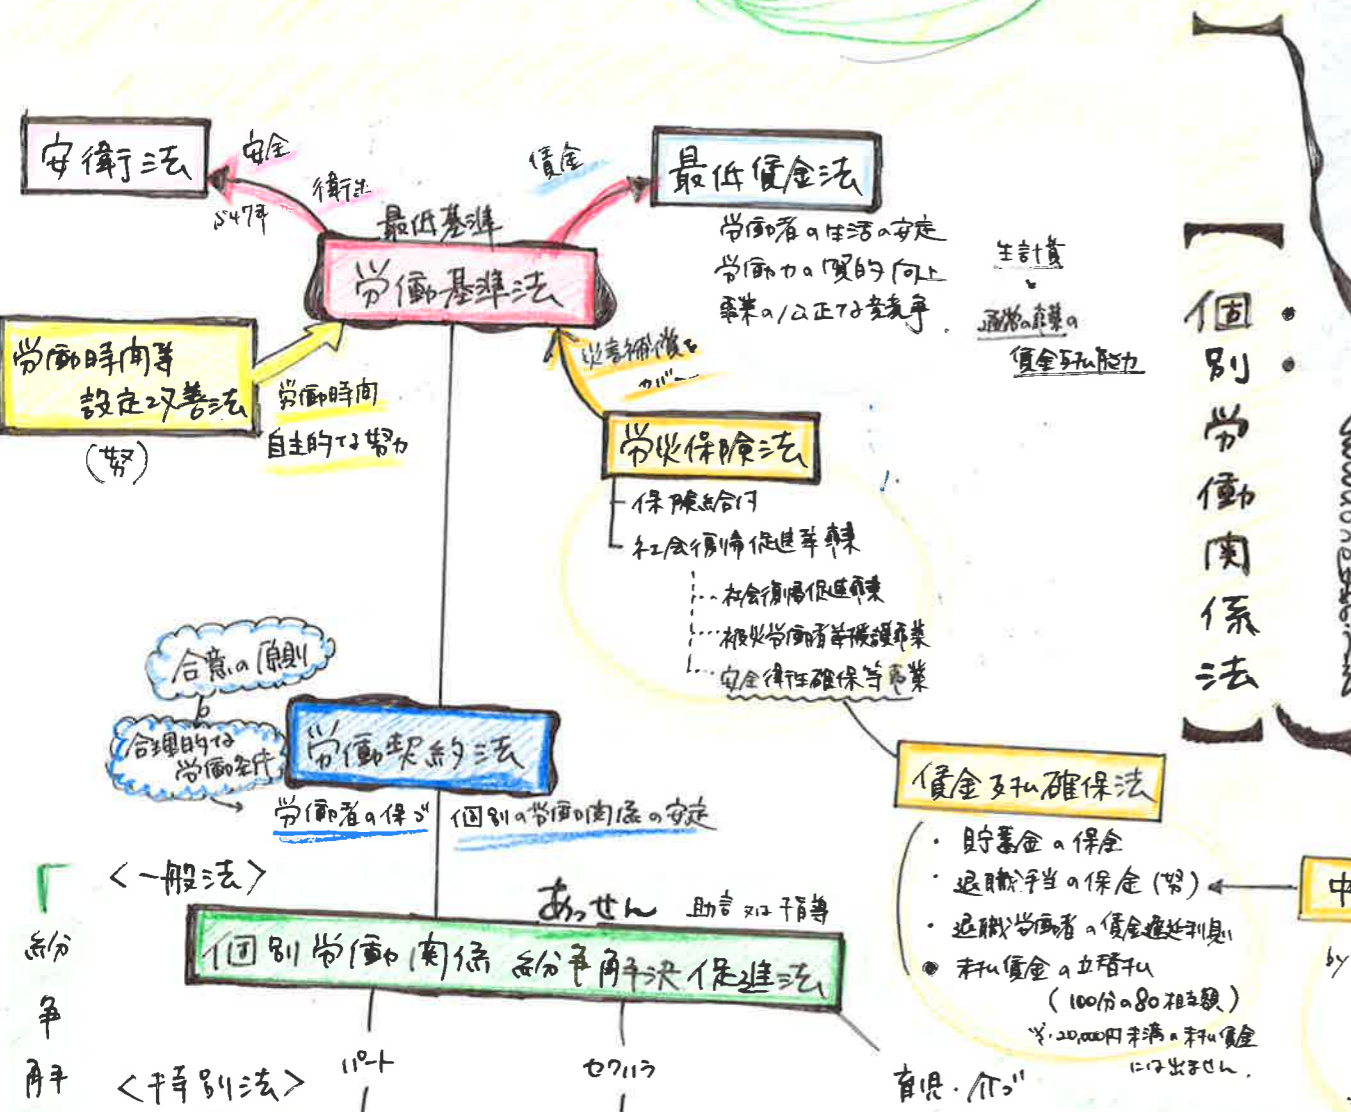 安衛法
安全
衛生
S47年
賃金
最低賃金法
労働者の生活の安定
労働力の質的向上
事業の公正な競争
生計費
通常の事業の
賃金支払能力
最低基準
労働基準法
労働時間等
設定改善法
(努)
労働時間
自主的な努力
災害補償を
カバー
労災保険法
保険給付
社会復帰促進等事業
社会復帰促進事業
被災労働者等援護事業
安全衛生確保等事業
合意の原則
合理的な
労働条件
労働契約法
労働者の保ゴ
個別の労働関係の安定
賃金支払確保法
・貯蓄金の保全
・退職手当の保全(努)
・退職労働者の賃金遅延利息
● 未払賃金の立替払
(100分の80相当額)
※・20,000円未満の未払賃金
には出ません.
中
by
<一般法>
あっせん
助言又は指導
個別労働関係紛争解決促進法
パート
セクハラ
育児・介ゴ
<特別法>
紛
争
解
個別労働関係法